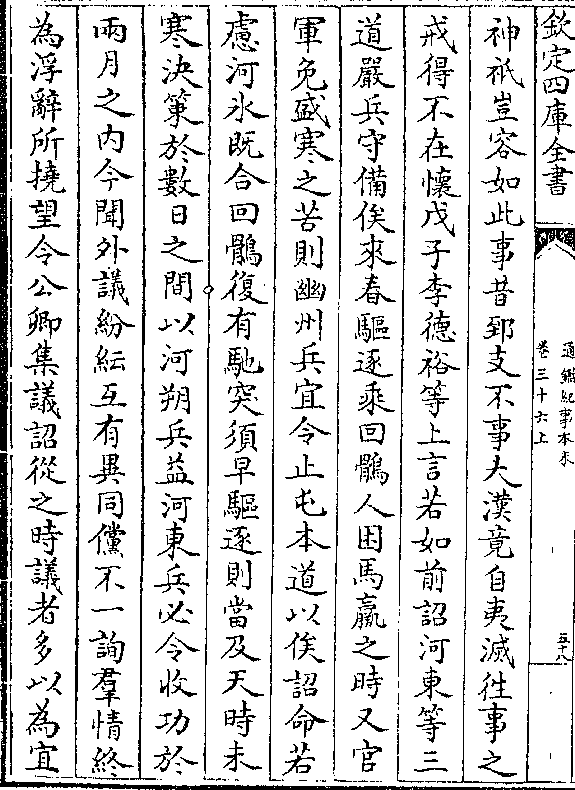 欽定四庫全書
通鑑紀事本末
卷三十六上
五十八
神祇豈容如此事昔郅支不事大漢竟自夷滅徃事之
戒得不在懷戊子李德裕等上言若如前詔河東等三
道嚴兵守備俟來春驅逐乘回鶻人困馬羸之時又官
軍免盛寒之苦則幽州兵宜令止屯本道以俟詔命若
慮河氷既合回鶻復有馳突須早驅逐則當及天時未
寒決策於數日之間以河朔兵益河東兵必令收功於
兩月之内今聞外議紛紜互有異同儻不一詢羣情終
為浮辭所撓望令公卿集議詔從之時議者多以為宜